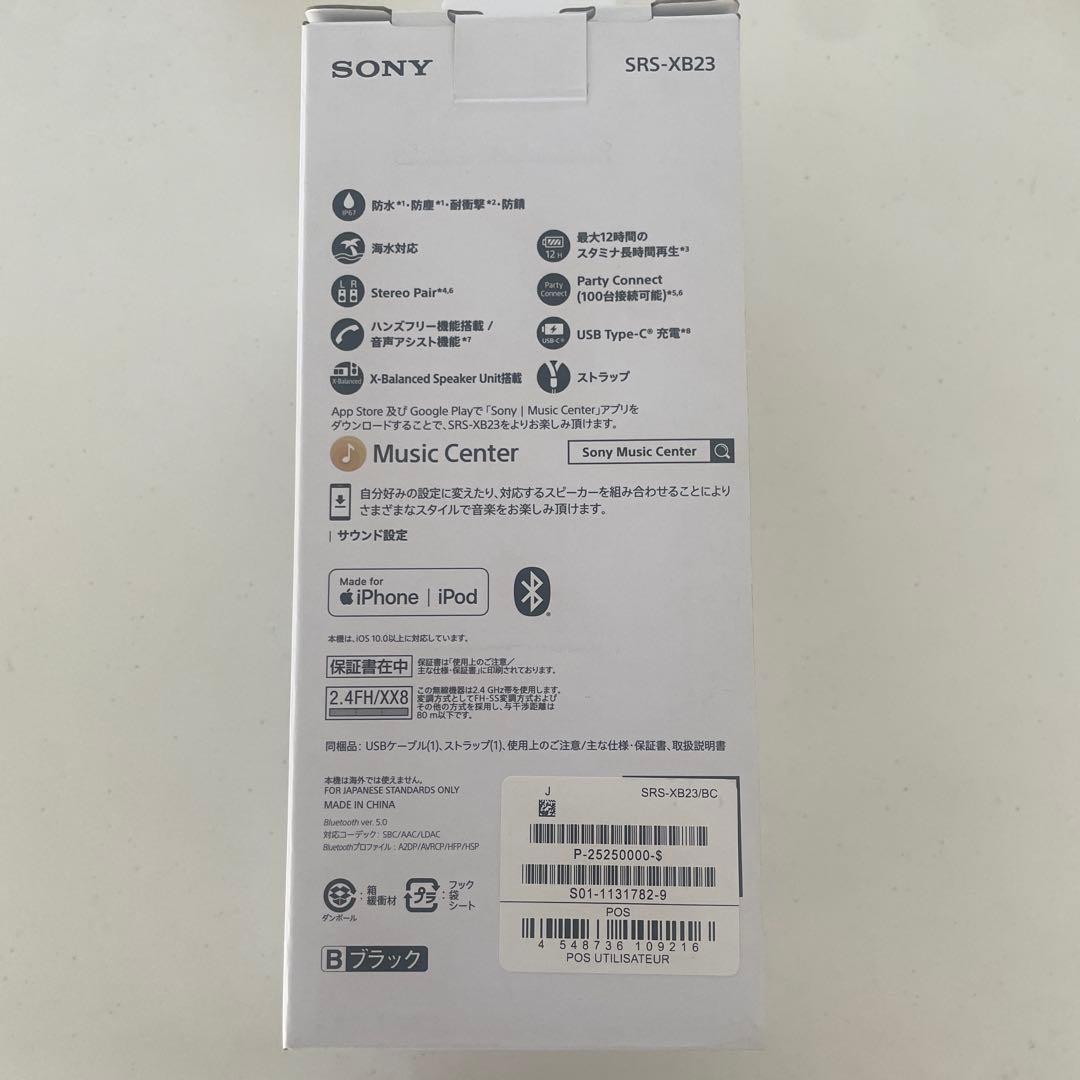 SONY
SRS-XB23
IP67
防水*1・防塵*1・耐衝撃*2・防錆
海水対応
12 H
最大12時間の
スタミナ長時間再生*3
L R
Stereo Pair*4,6
Party
Connect
Party Connect
(100台接続可能)*5,6
ハンズフリー機能搭載 /
音声アシスト機能*7
USB-C®
USB Type-C® 充電*8
X-Balanced
X-Balanced Speaker Unit搭載
ストラップ
App Store 及び Google Playで「Sony | Music Center」アプリを
ダウンロードすることで、SRS-XB23をよりお楽しみ頂けます。
Music Center
Sony Music Center
自分好みの設定に変えたり、対応するスピーカーを組み合わせることにより
さまざまなスタイルで音楽をお楽しみ頂けます。
| サウンド設定
Made for
iPhone | iPod
本機は、iOS 10.0以上に対応しています。
保証書在中
保証書は「使用上のご注意/
主な仕様・保証書」に印刷されております。
2.4FH/XX8
この無線機器は2.4 GHz帯を使用します。
変調方式としてFH-SS変調方式および
その他の方式を採用し、与干渉距離は
80 m以下です。
同梱品: USBケーブル(1)、ストラップ(1)、使用上のご注意/主な仕様・保証書、取扱説明書
本機は海外では使えません。
FOR JAPANESE STANDARDS ONLY
MADE IN CHINA
Bluetooth ver. 5.0
対応コーデック: SBC/AAC/LDAC
Bluetoothプロファイル: A2DP/AVRCP/HFP/HSP
ダンボール
:箱
緩衝材
プラ
:フック
袋
シート
B ブラック
J
SRS-XB23/BC
P-25250000-$
S01-1131782-9
POS
4 548736 109216
POS UTILISATEUR